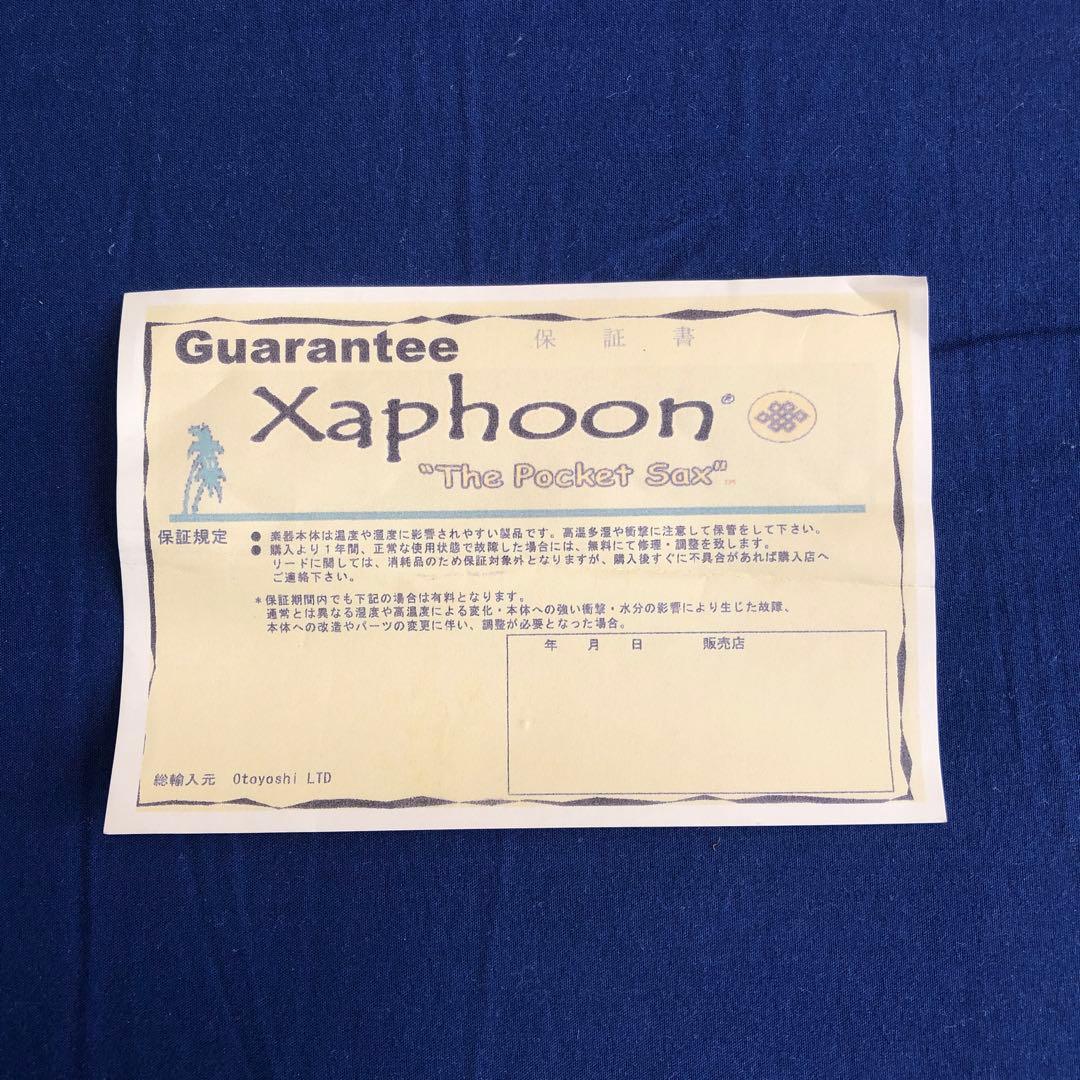 Guarantee 保証書
Xaphoon®
"The Pocket Sax"™
保証規定
● 楽器本体は温度や湿度に影響されやすい製品です。高温多湿や衝撃に注意して保管をして下さい。
● 購入より1年間、正常な使用状態で故障した場合には、無料にて修理・調整を致します。
リードに関しては、消耗品のため保証対象外となりますが、購入後すぐに不具合があれば購入店へ
ご連絡下さい。
*保証期間内でも下記の場合は有料となります。
通常とは異なる湿度や高温度による変化・本体への強い衝撃・水分の影響により生じた故障、
本体への改造やパーツの変更に伴い、調整が必要となった場合。
年 月 日 販売店
総輸入元 Otoyoshi LTD